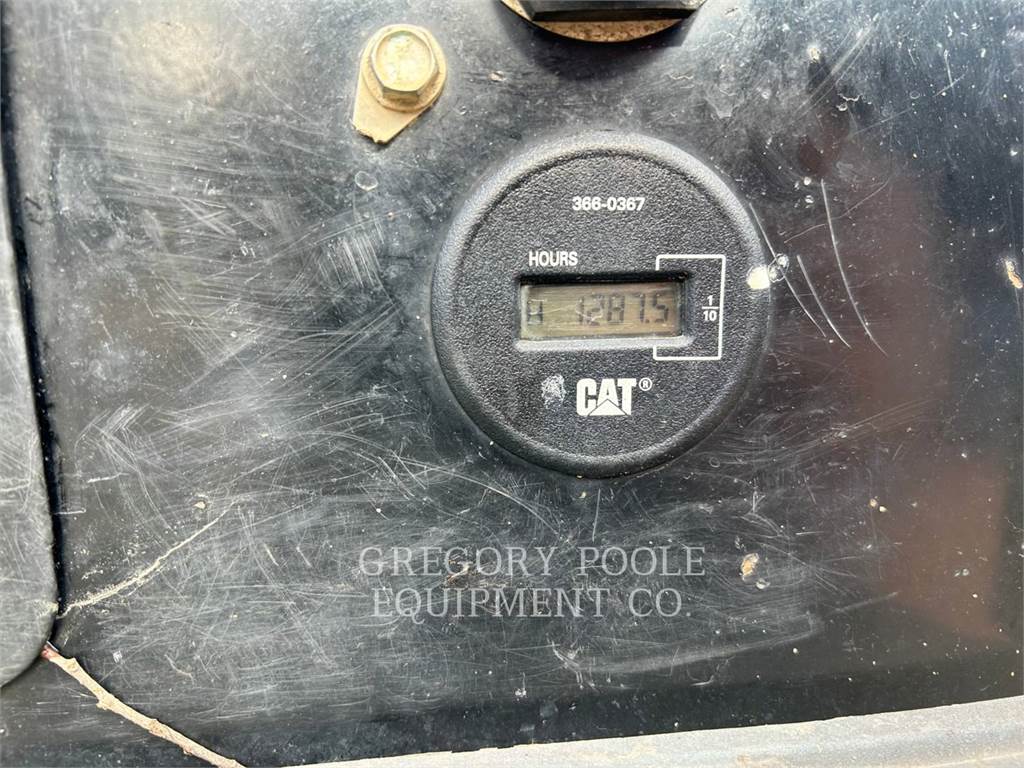 366-0367
HOURS
1287.5
1
10
CAT®
GREGORY POOLE
EQUIPMENT CO.